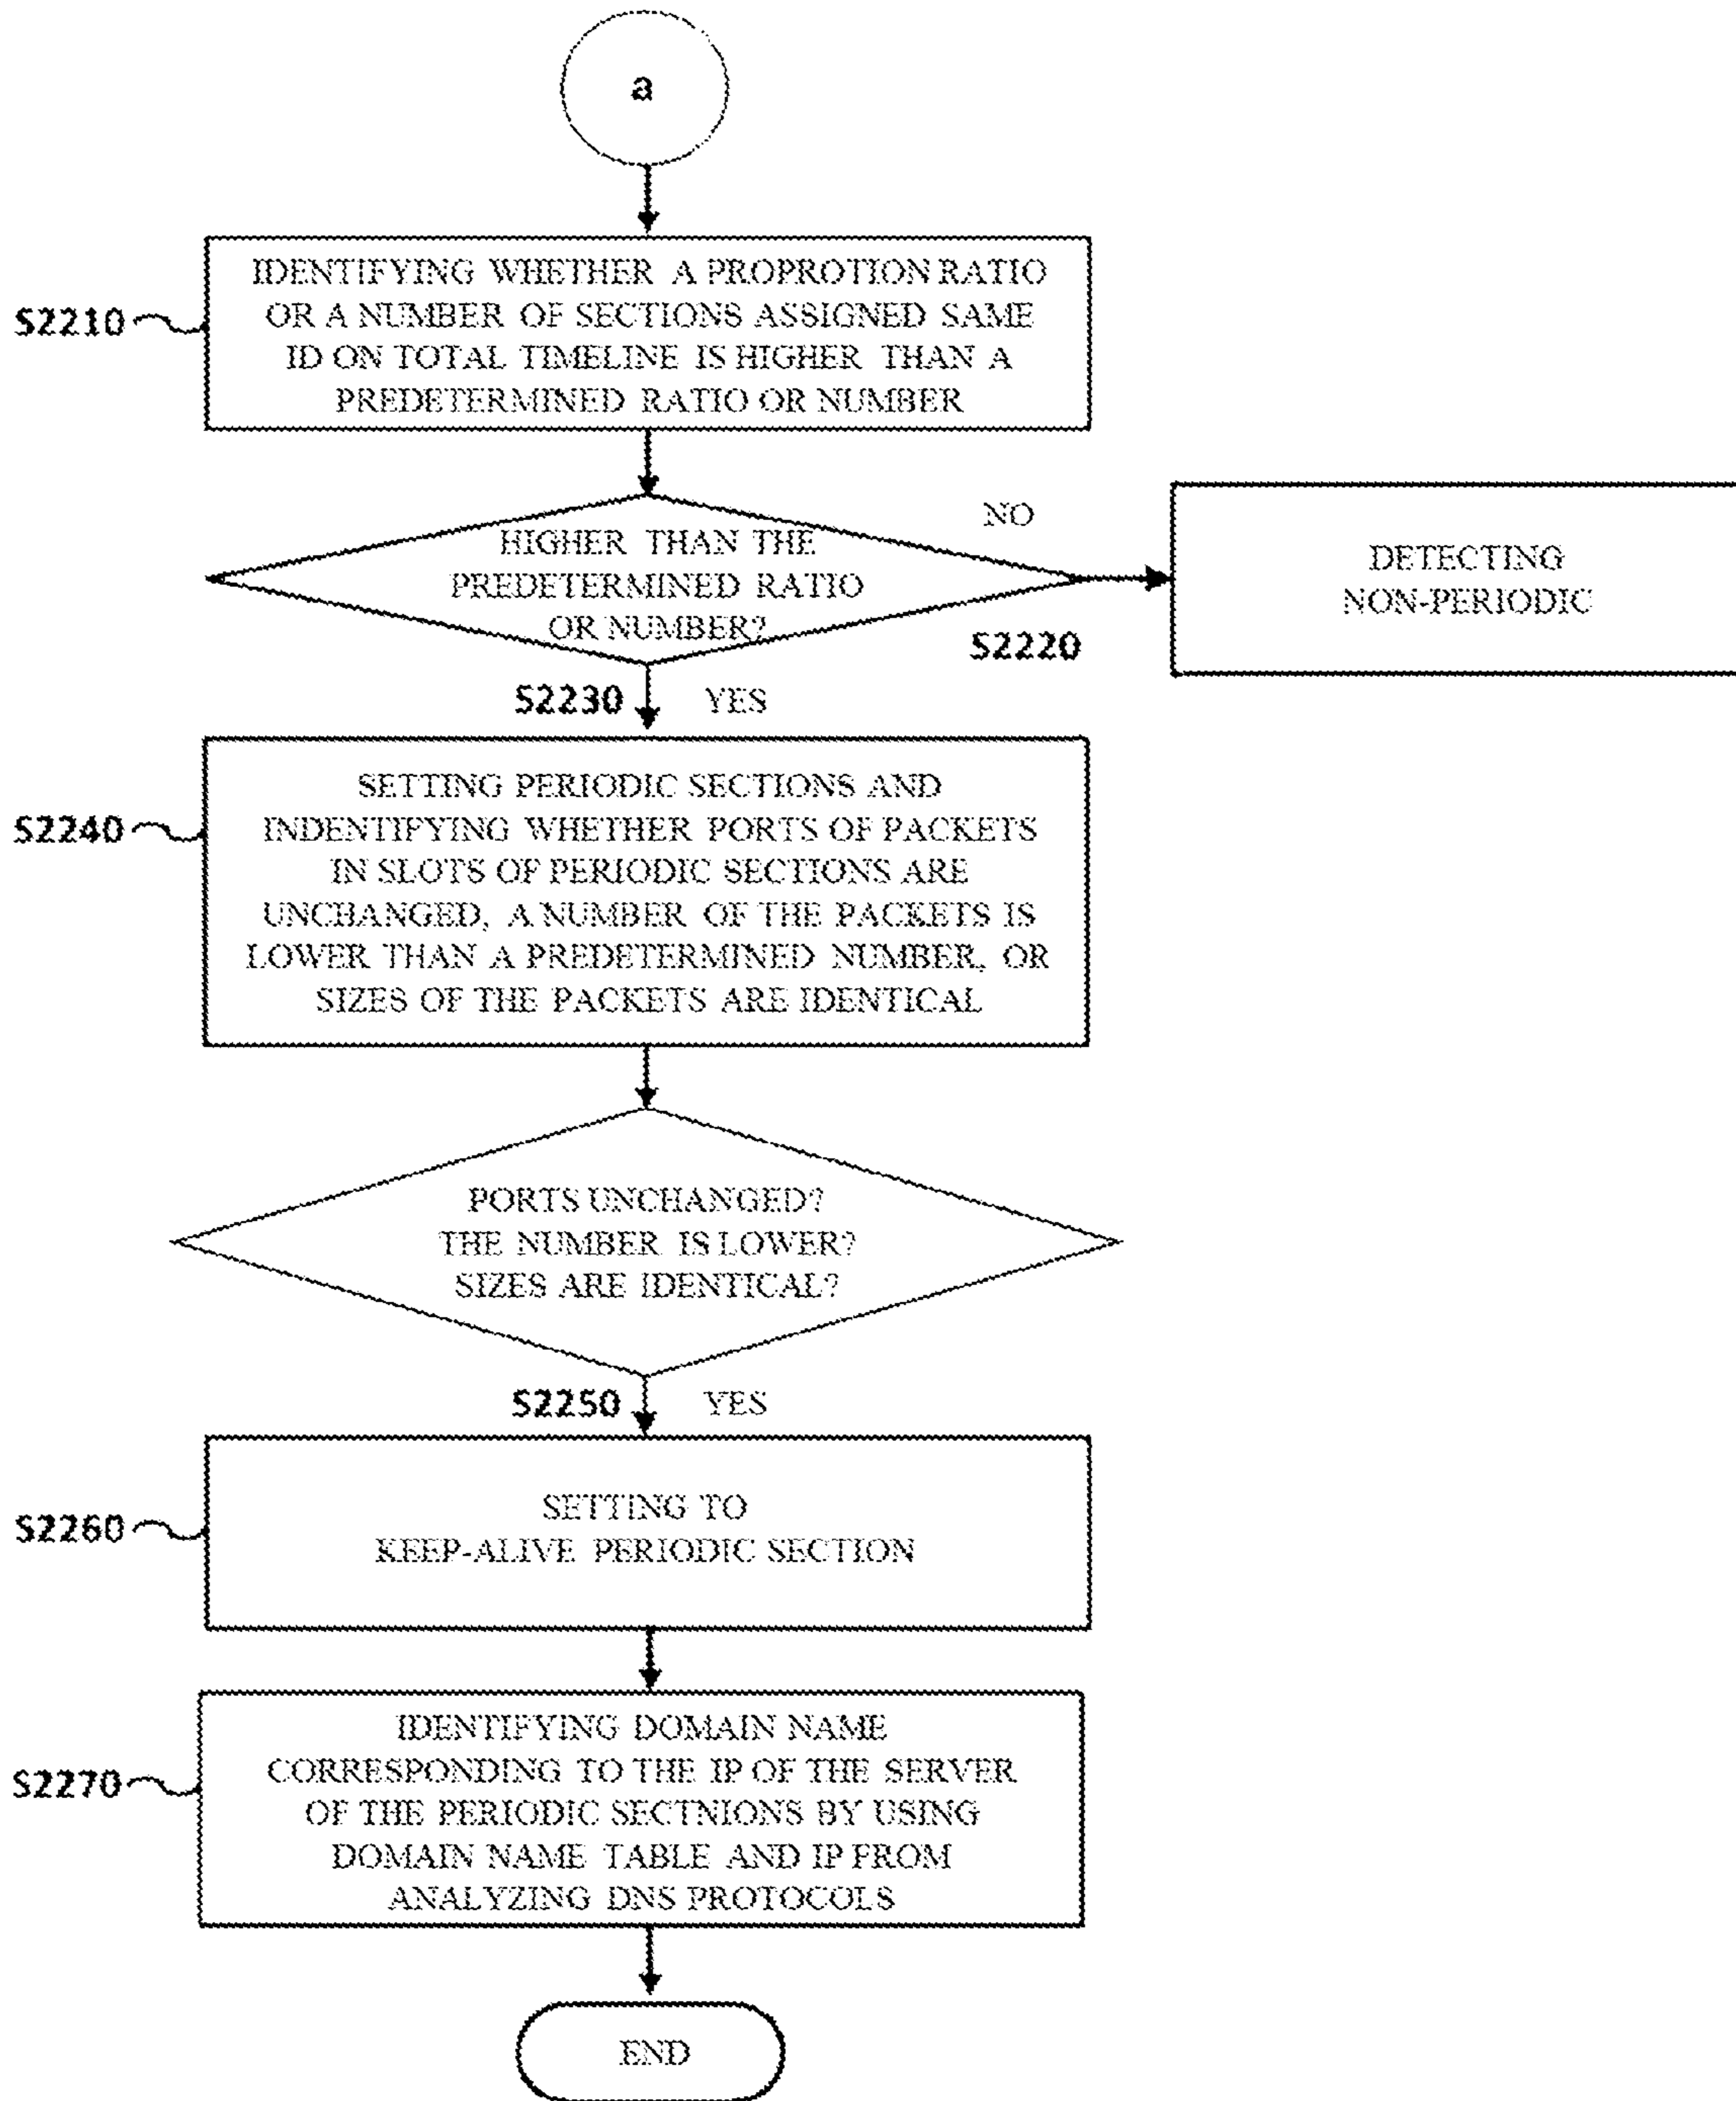 a
S2210
IDENTIFYING WHETHER A PROPROTION RATIO
OR A NUMBER OF SECTIONS ASSIGNED SAME
ID ON TOTAL TIMELINE IS HIGHER THAN A
PREDETERMINED RATIO OR NUMBER
HIGHER THAN THE
PREDETERMINED RATIO
OR NUMBER?
NO
S2220
DETECTING
NON-PERIODIC
S2230
YES
S2240
SETTING PERIODIC SECTIONS AND
INDENTIFYING WHETHER PORTS OF PACKETS
IN SLOTS OF PERIODIC SECTIONS ARE
UNCHANGED, A NUMBER OF THE PACKETS IS
LOWER THAN A PREDETERMINED NUMBER, OR
SIZES OF THE PACKETS ARE IDENTICAL
PORTS UNCHANGED?
THE NUMBER IS LOWER?
SIZES ARE IDENTICAL?
S2250
YES
S2260
SETTING TO
KEEP-ALIVE PERIODIC SECTION
S2270
IDENTIFYING DOMAIN NAME
CORRESPONDING TO THE IP OF THE SERVER
OF THE PERIODIC SECTNIONS BY USING
DOMAIN NAME TABLE AND IP FROM
ANALYZING DNS PROTOCOLS
END